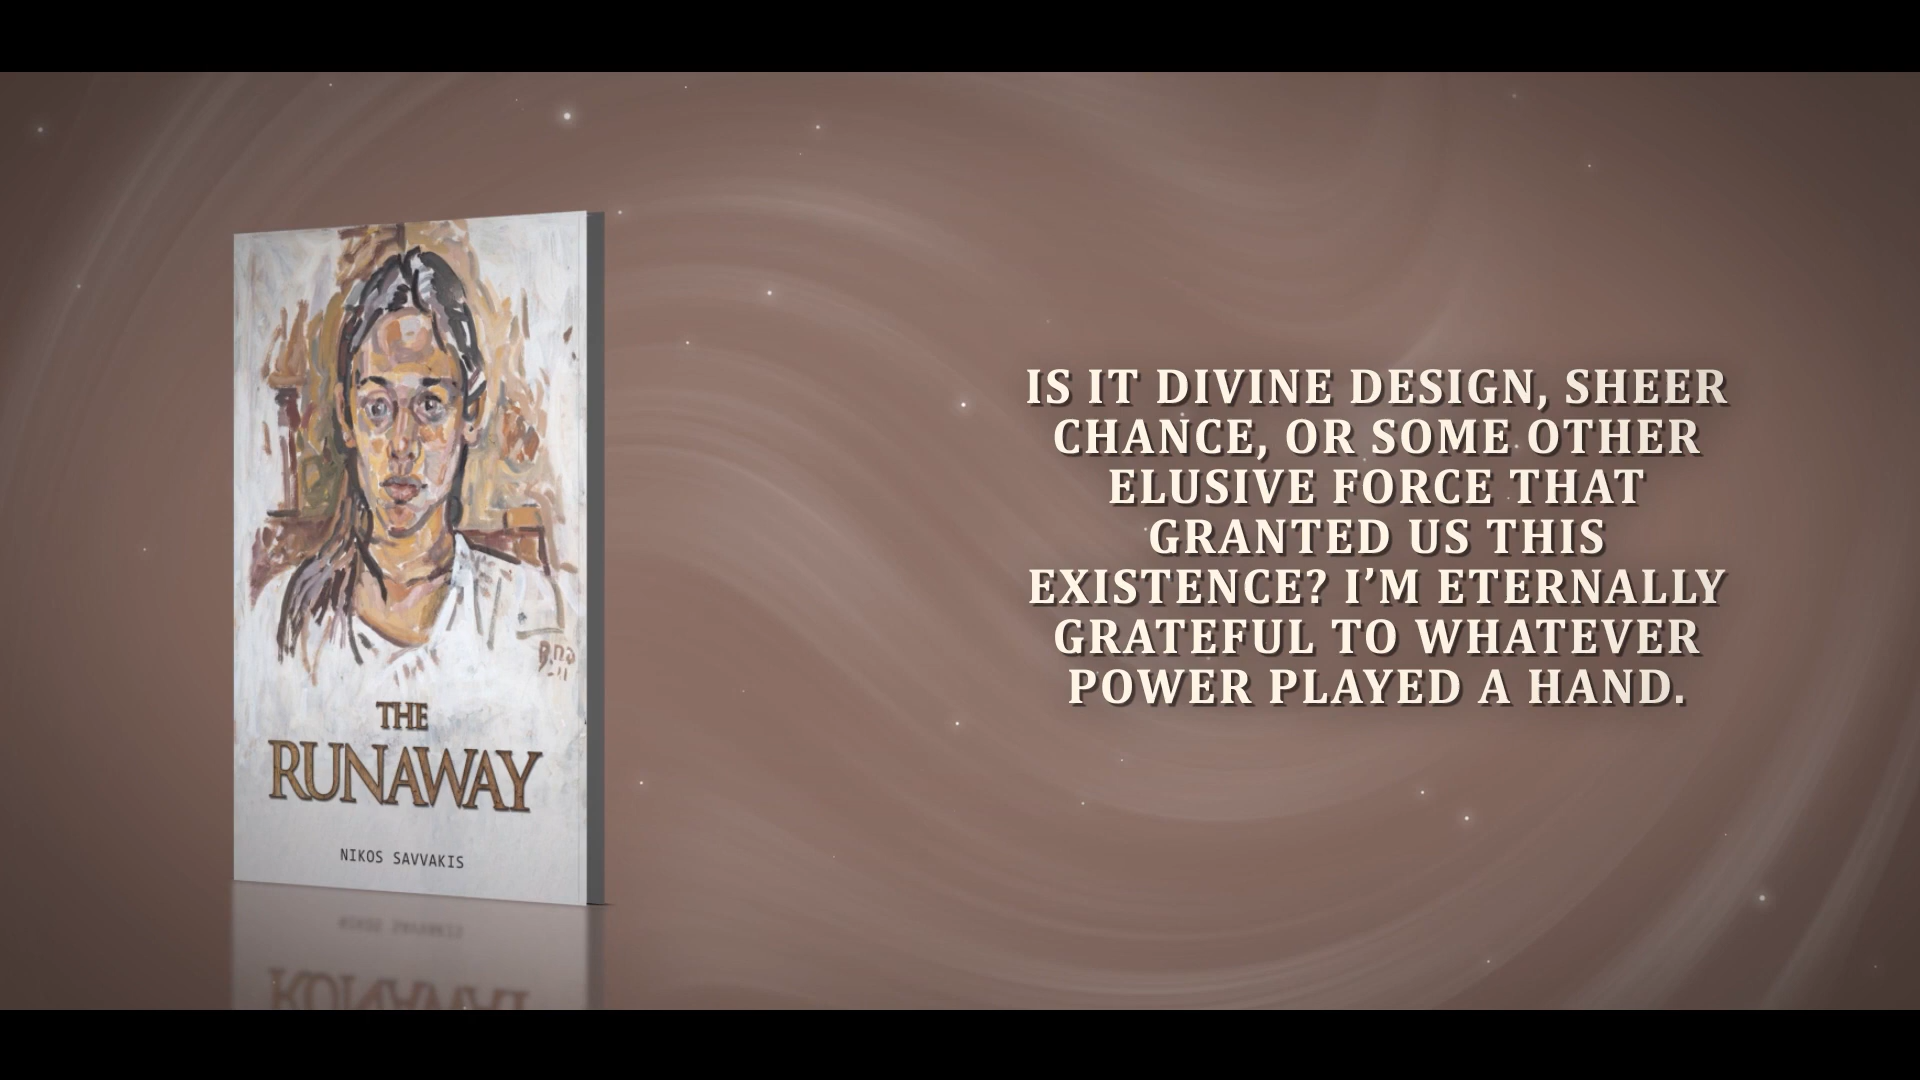 THE
RUNAWAY
NIKOS SAVVAKIS
IS IT DIVINE DESIGN, SHEER
CHANCE, OR SOME OTHER
ELUSIVE FORCE THAT
GRANTED US THIS
EXISTENCE? I’M ETERNALLY
GRATEFUL TO WHATEVER
POWER PLAYED A HAND.